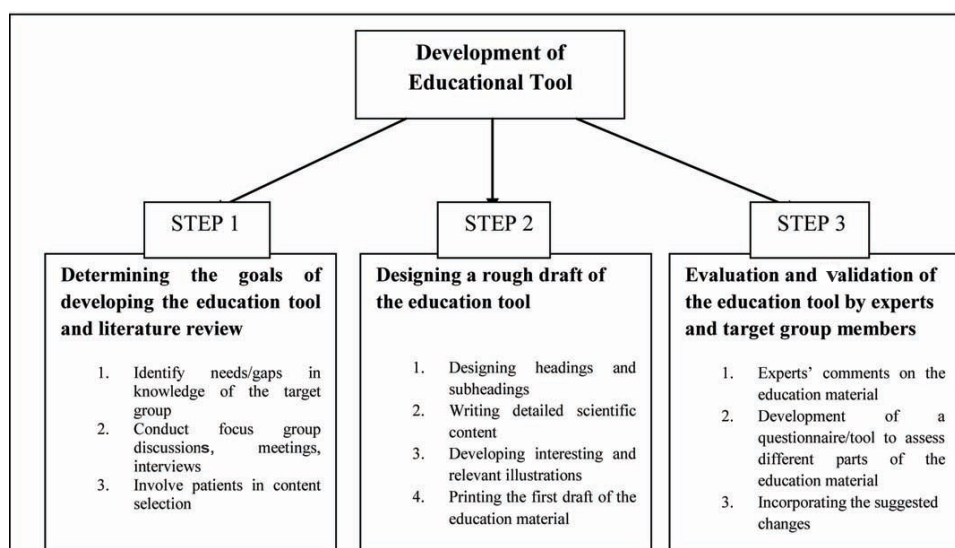 Development of
Educational Tool
STEP 1
Determining the goals of
developing the education tool
and literature review
1. Identify needs/gaps in
knowledge of the target
group
2. Conduct focus group
discussions, meetings,
interviews
3. Involve patients in content
selection
STEP 2
Designing a rough draft of
the education tool
1. Designing headings and
subheadings
2. Writing detailed scientific
content
3. Developing interesting and
relevant illustrations
4. Printing the first draft of the
education material
STEP 3
Evaluation and validation of
the education tool by experts
and target group members
1. Experts’ comments on the
education material
2. Development of a
questionnaire/tool to assess
different parts of the
education material
3. Incorporating the suggested
changes